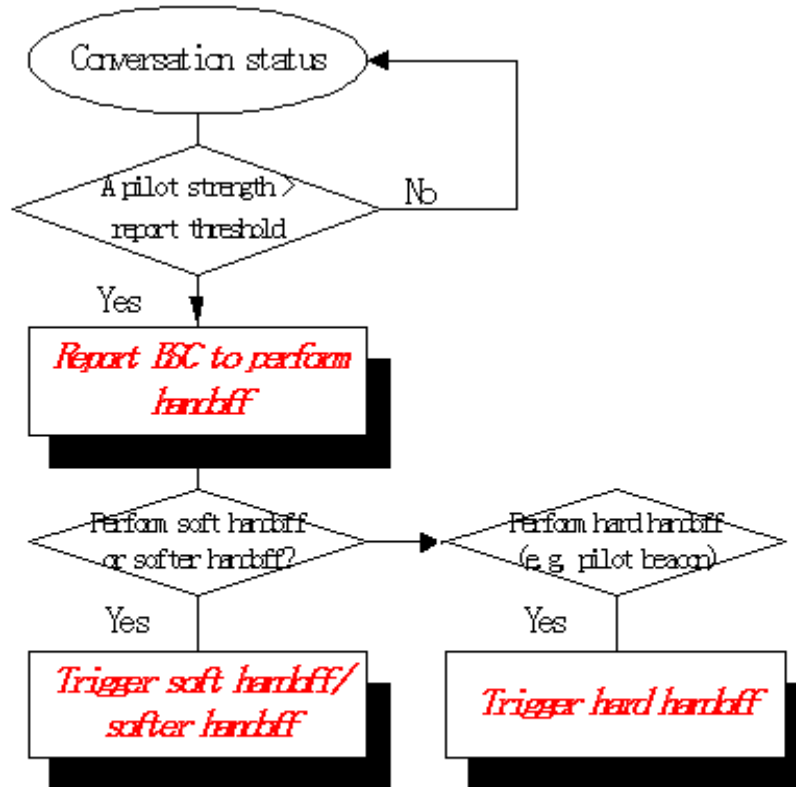 Conversation status
A pilot strength >
report threshold
No
Yes
Report BSC to perform
handoff
Perform soft handoff
or softer handoff?
Perform hard handoff
(e.g. pilot beacon)
Yes
Yes
Trigger soft handoff/
softer handoff
Trigger hard handoff